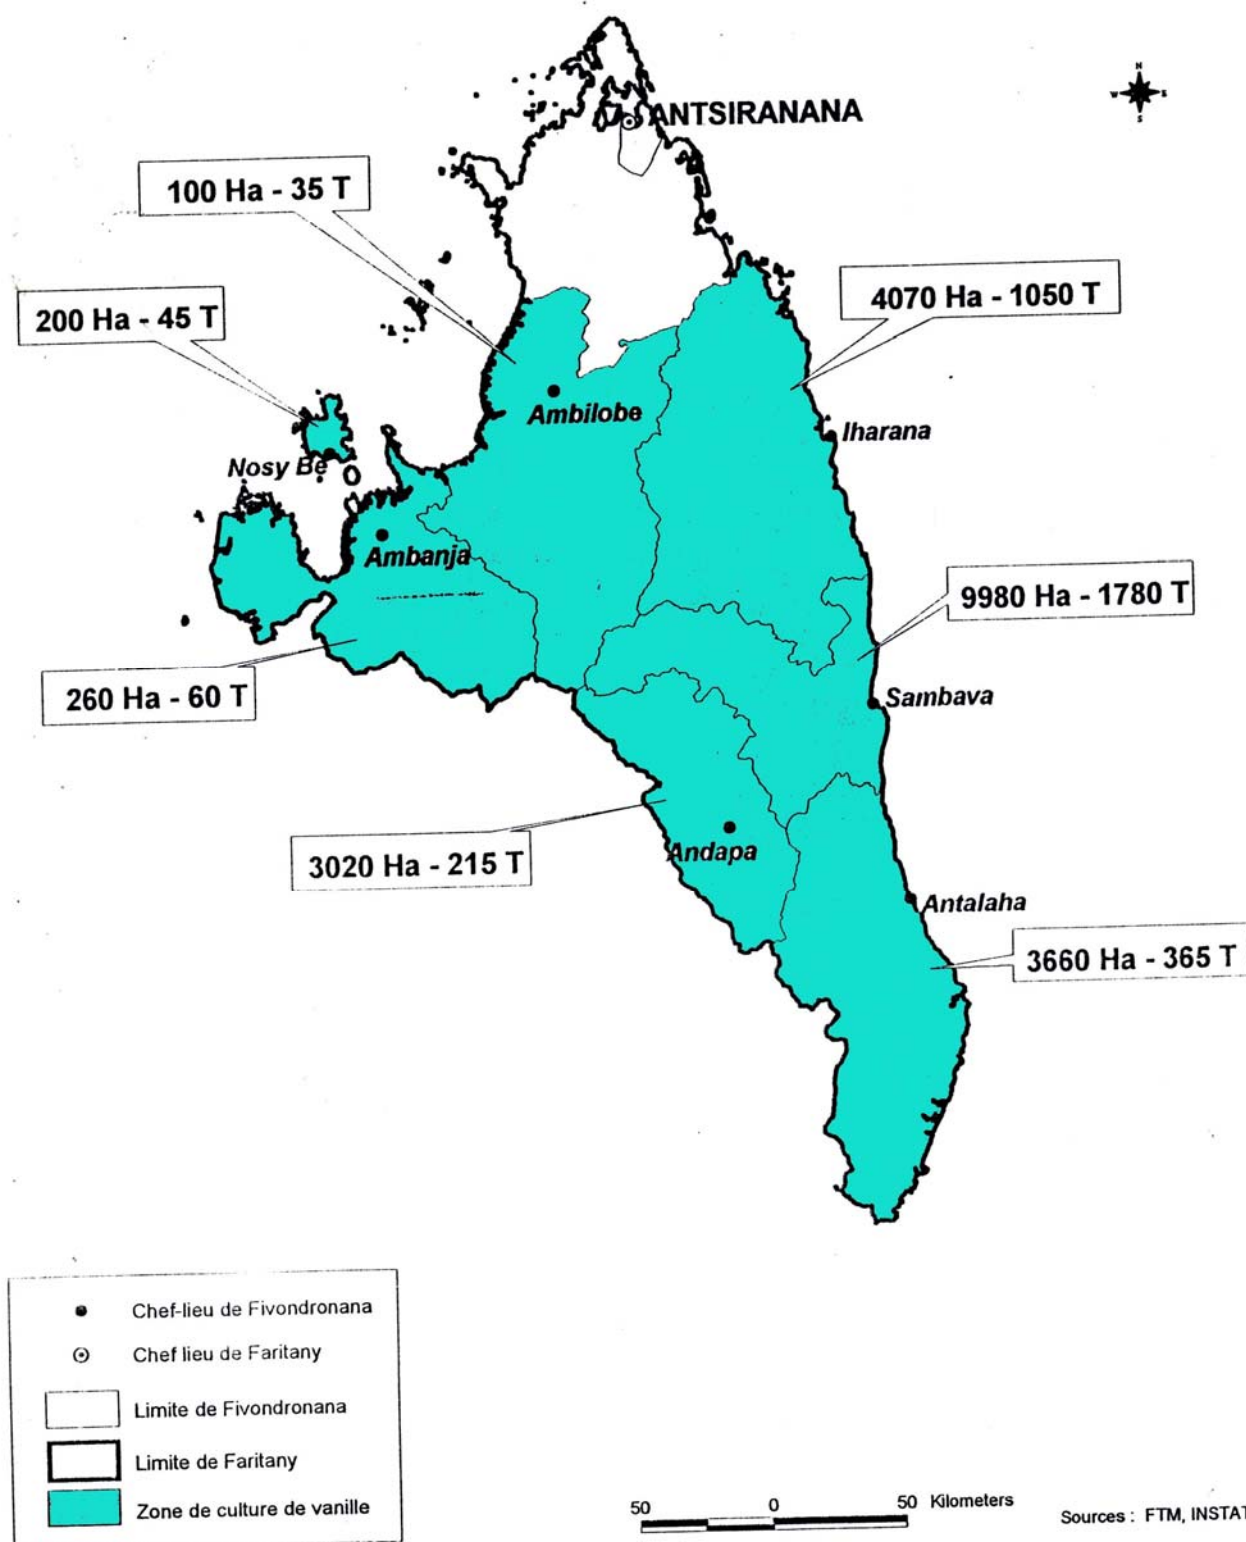 N
W E
S
ANTSIRANANA
100 Ha - 35 T
200 Ha - 45 T
4070 Ha - 1050 T
Ambilobe
Iharana
Nosy Be
Ambanja
9980 Ha - 1780 T
260 Ha - 60 T
Sambava
3020 Ha - 215 T
Andapa
Antalaha
3660 Ha - 365 T
Chef-lieu de Fivondronana
Chef lieu de Faritany
Limite de Fivondronana
Limite de Faritany
Zone de culture de vanille
50 0 50 Kilometers
Sources : FTM, INSTAT